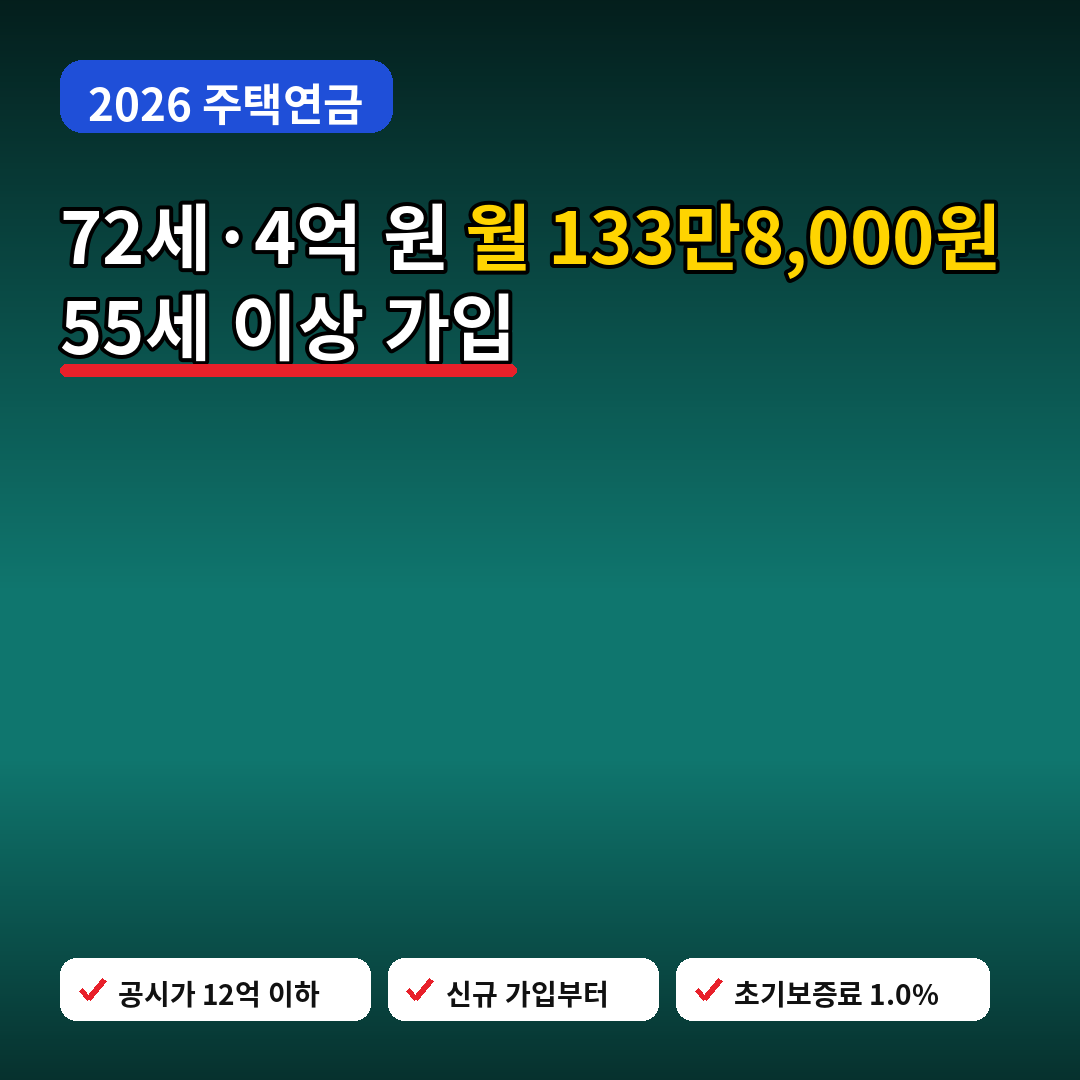 2026 주택연금
72세·4억 원 월 133만8,000원
55세 이상 가입
공시가 12억 이하
신규 가입부터
초기보증료 1.0%